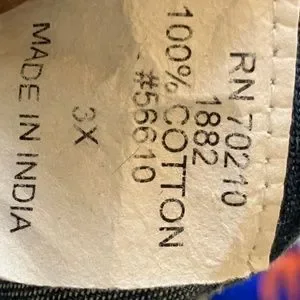 RN 70210
1882
100% COTTON
#56610
3X
MADE IN INDIA